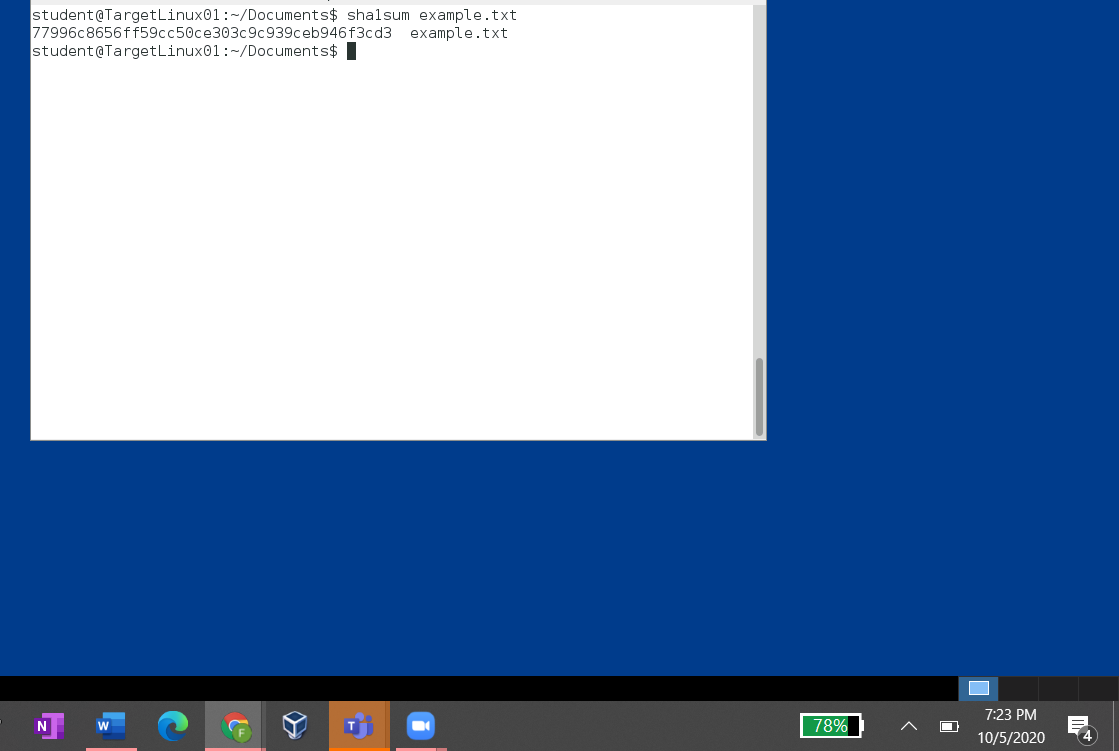 student@TargetLinux01:~/Documents$ sha1sum example.txt
77996c8656ff59cc50ce303c9c939ceb946f3cd3  example.txt
student@TargetLinux01:~/Documents$
N
W
F
T
78%
7:23 PM
10/5/2020
4